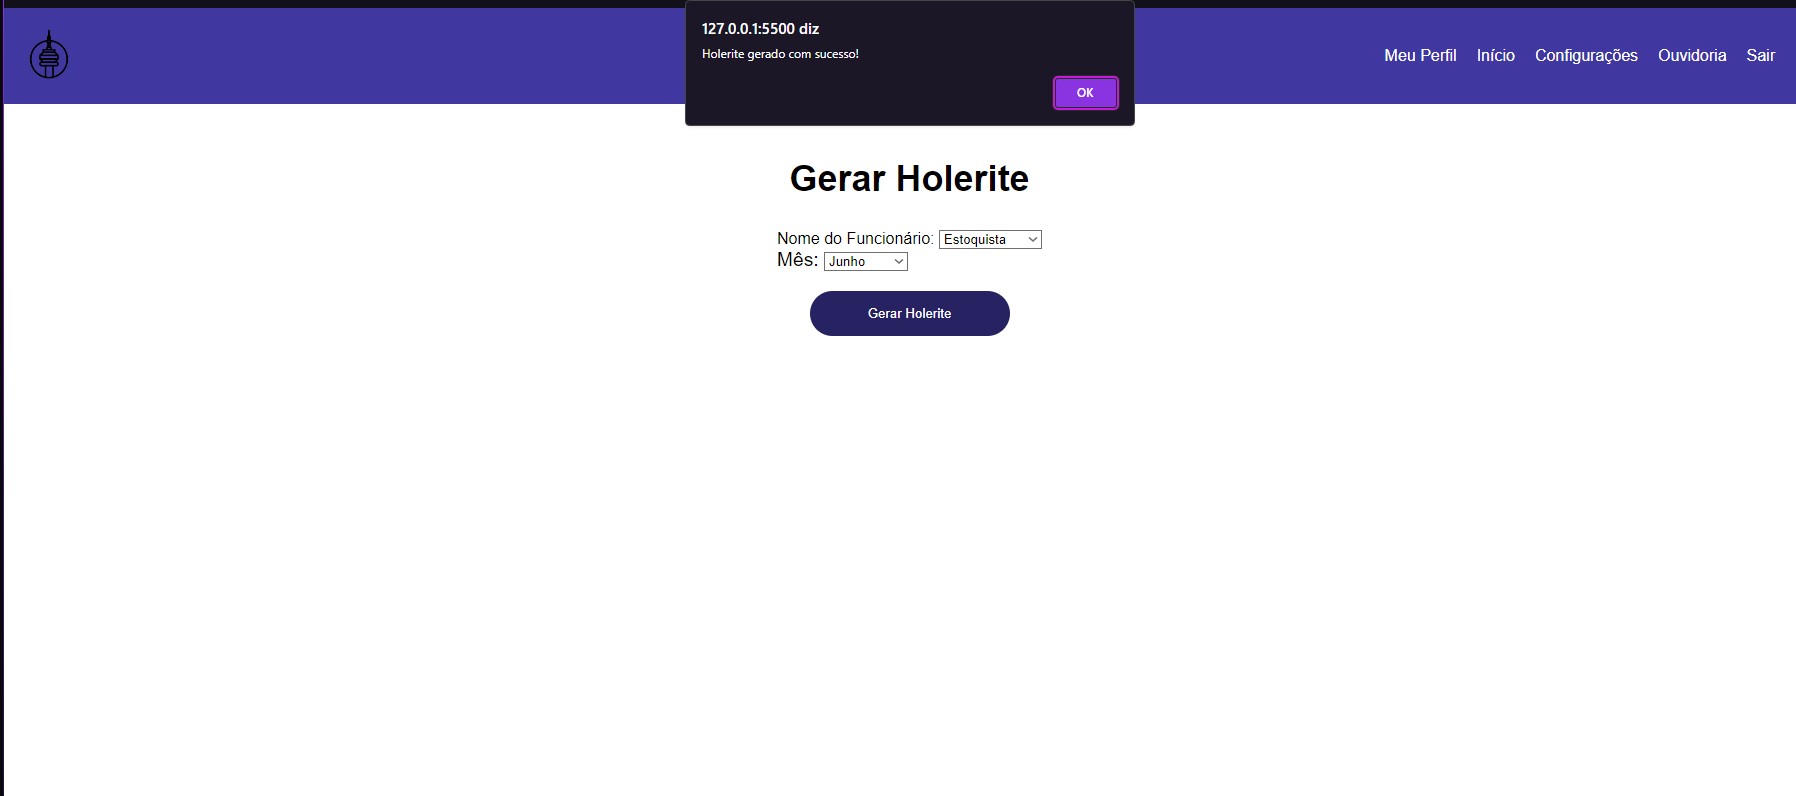 127.0.0.1:5500 diz
Holerite gerado com sucesso!
OK
Meu Perfil Início Configurações Ouvidoria Sair
Gerar Holerite
Nome do Funcionário: Estoquista
Mês: Junho
Gerar Holerite